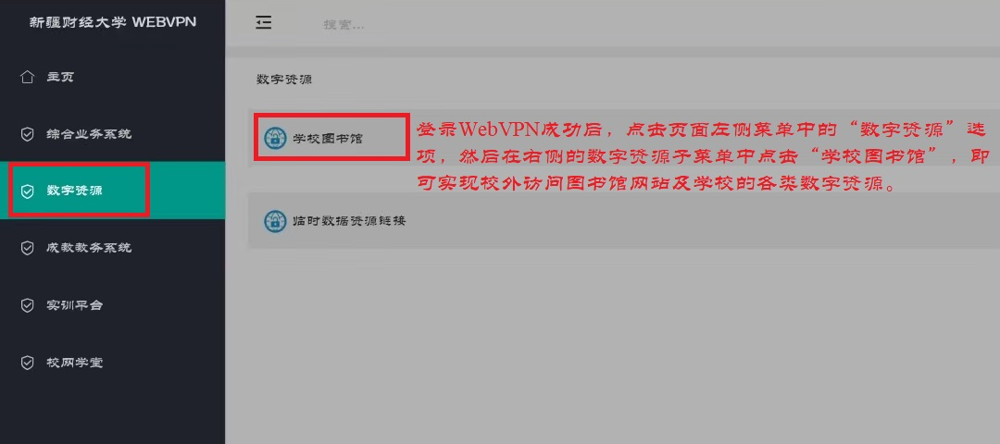 新疆财经大学 WEBVPN
搜索...
主页
数字资源
综合业务系统
学校图书馆
登录WebVPN成功后，点击页面左侧菜单中的“数字资源”选
项，然后在右侧的数字资源子菜单中点击“学校图书馆”，即
可实现校外访问图书馆网站及学校的各类数字资源。
数字资源
临时数据资源链接
成教教务系统
实训平台
校网学堂